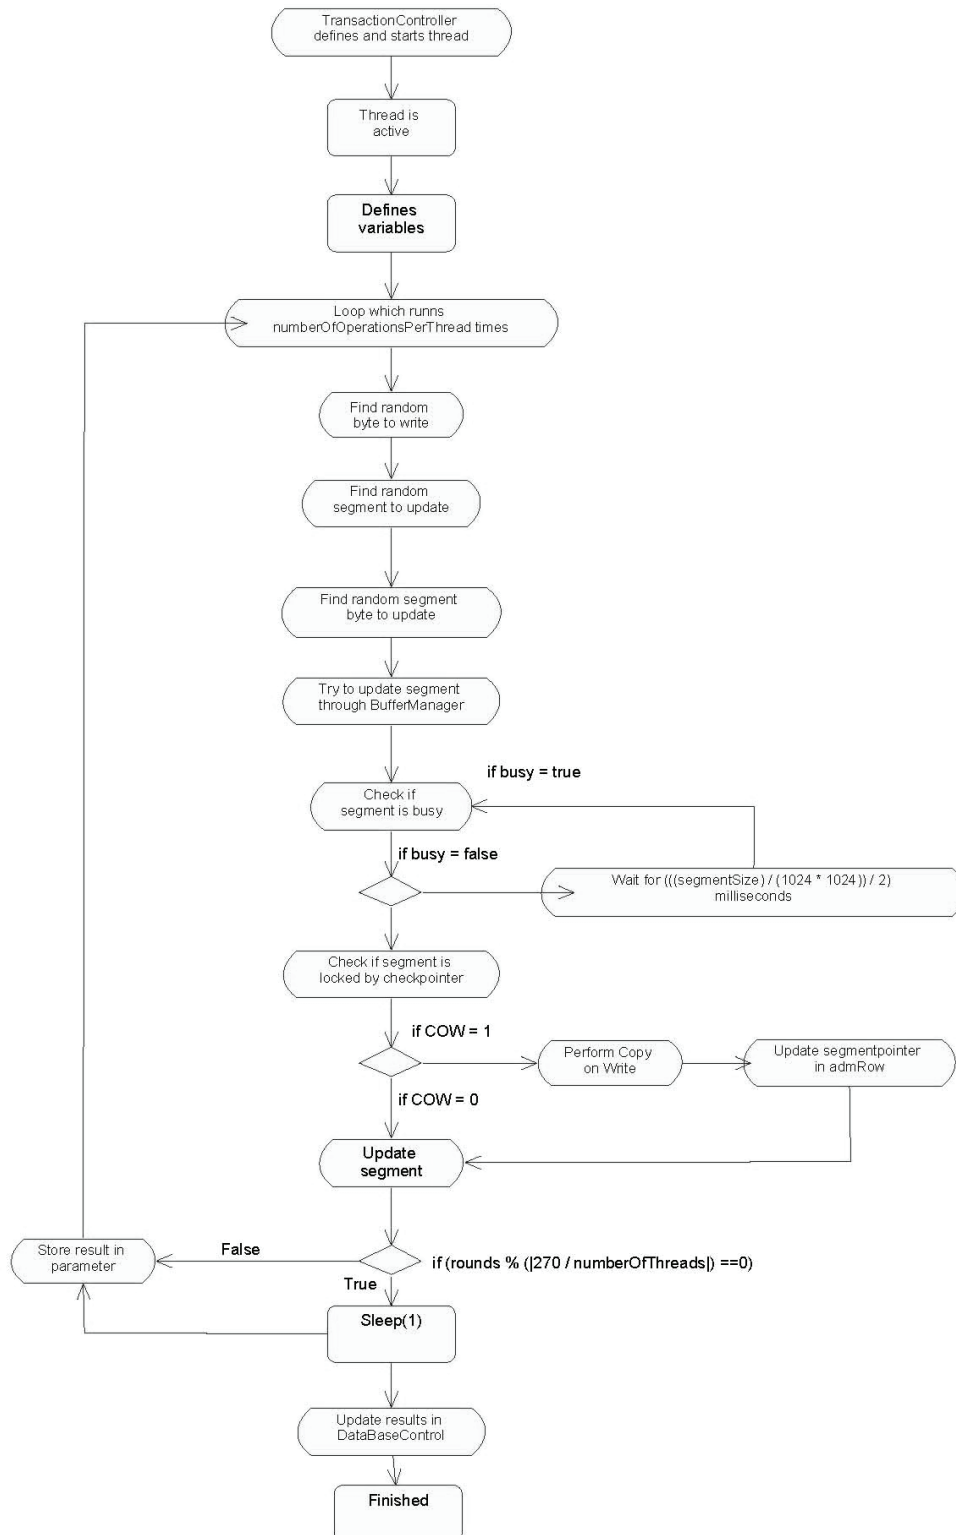 TransactionController
defines and starts thread
Thread is
active
Defines
variables
Loop which runns
numberOfOperationsPerThread times
Find random
byte to write
Find random
segment to update
Find random segment
byte to update
Try to update segment
through BufferManager
if busy = true
Check if
segment is busy
if busy = false
Wait for (((segmentSize) / (1024 * 1024)) / 2)
milliseconds
Check if segment is
locked by checkpointer
if COW = 1
Perform Copy
on Write
Update segmentpointer
in admRow
if COW = 0
Update
segment
Store result in
parameter
False
if (rounds % (|270 / numberOfThreads|) ==0)
True
Sleep(1)
Update results in
DataBaseControl
Finished